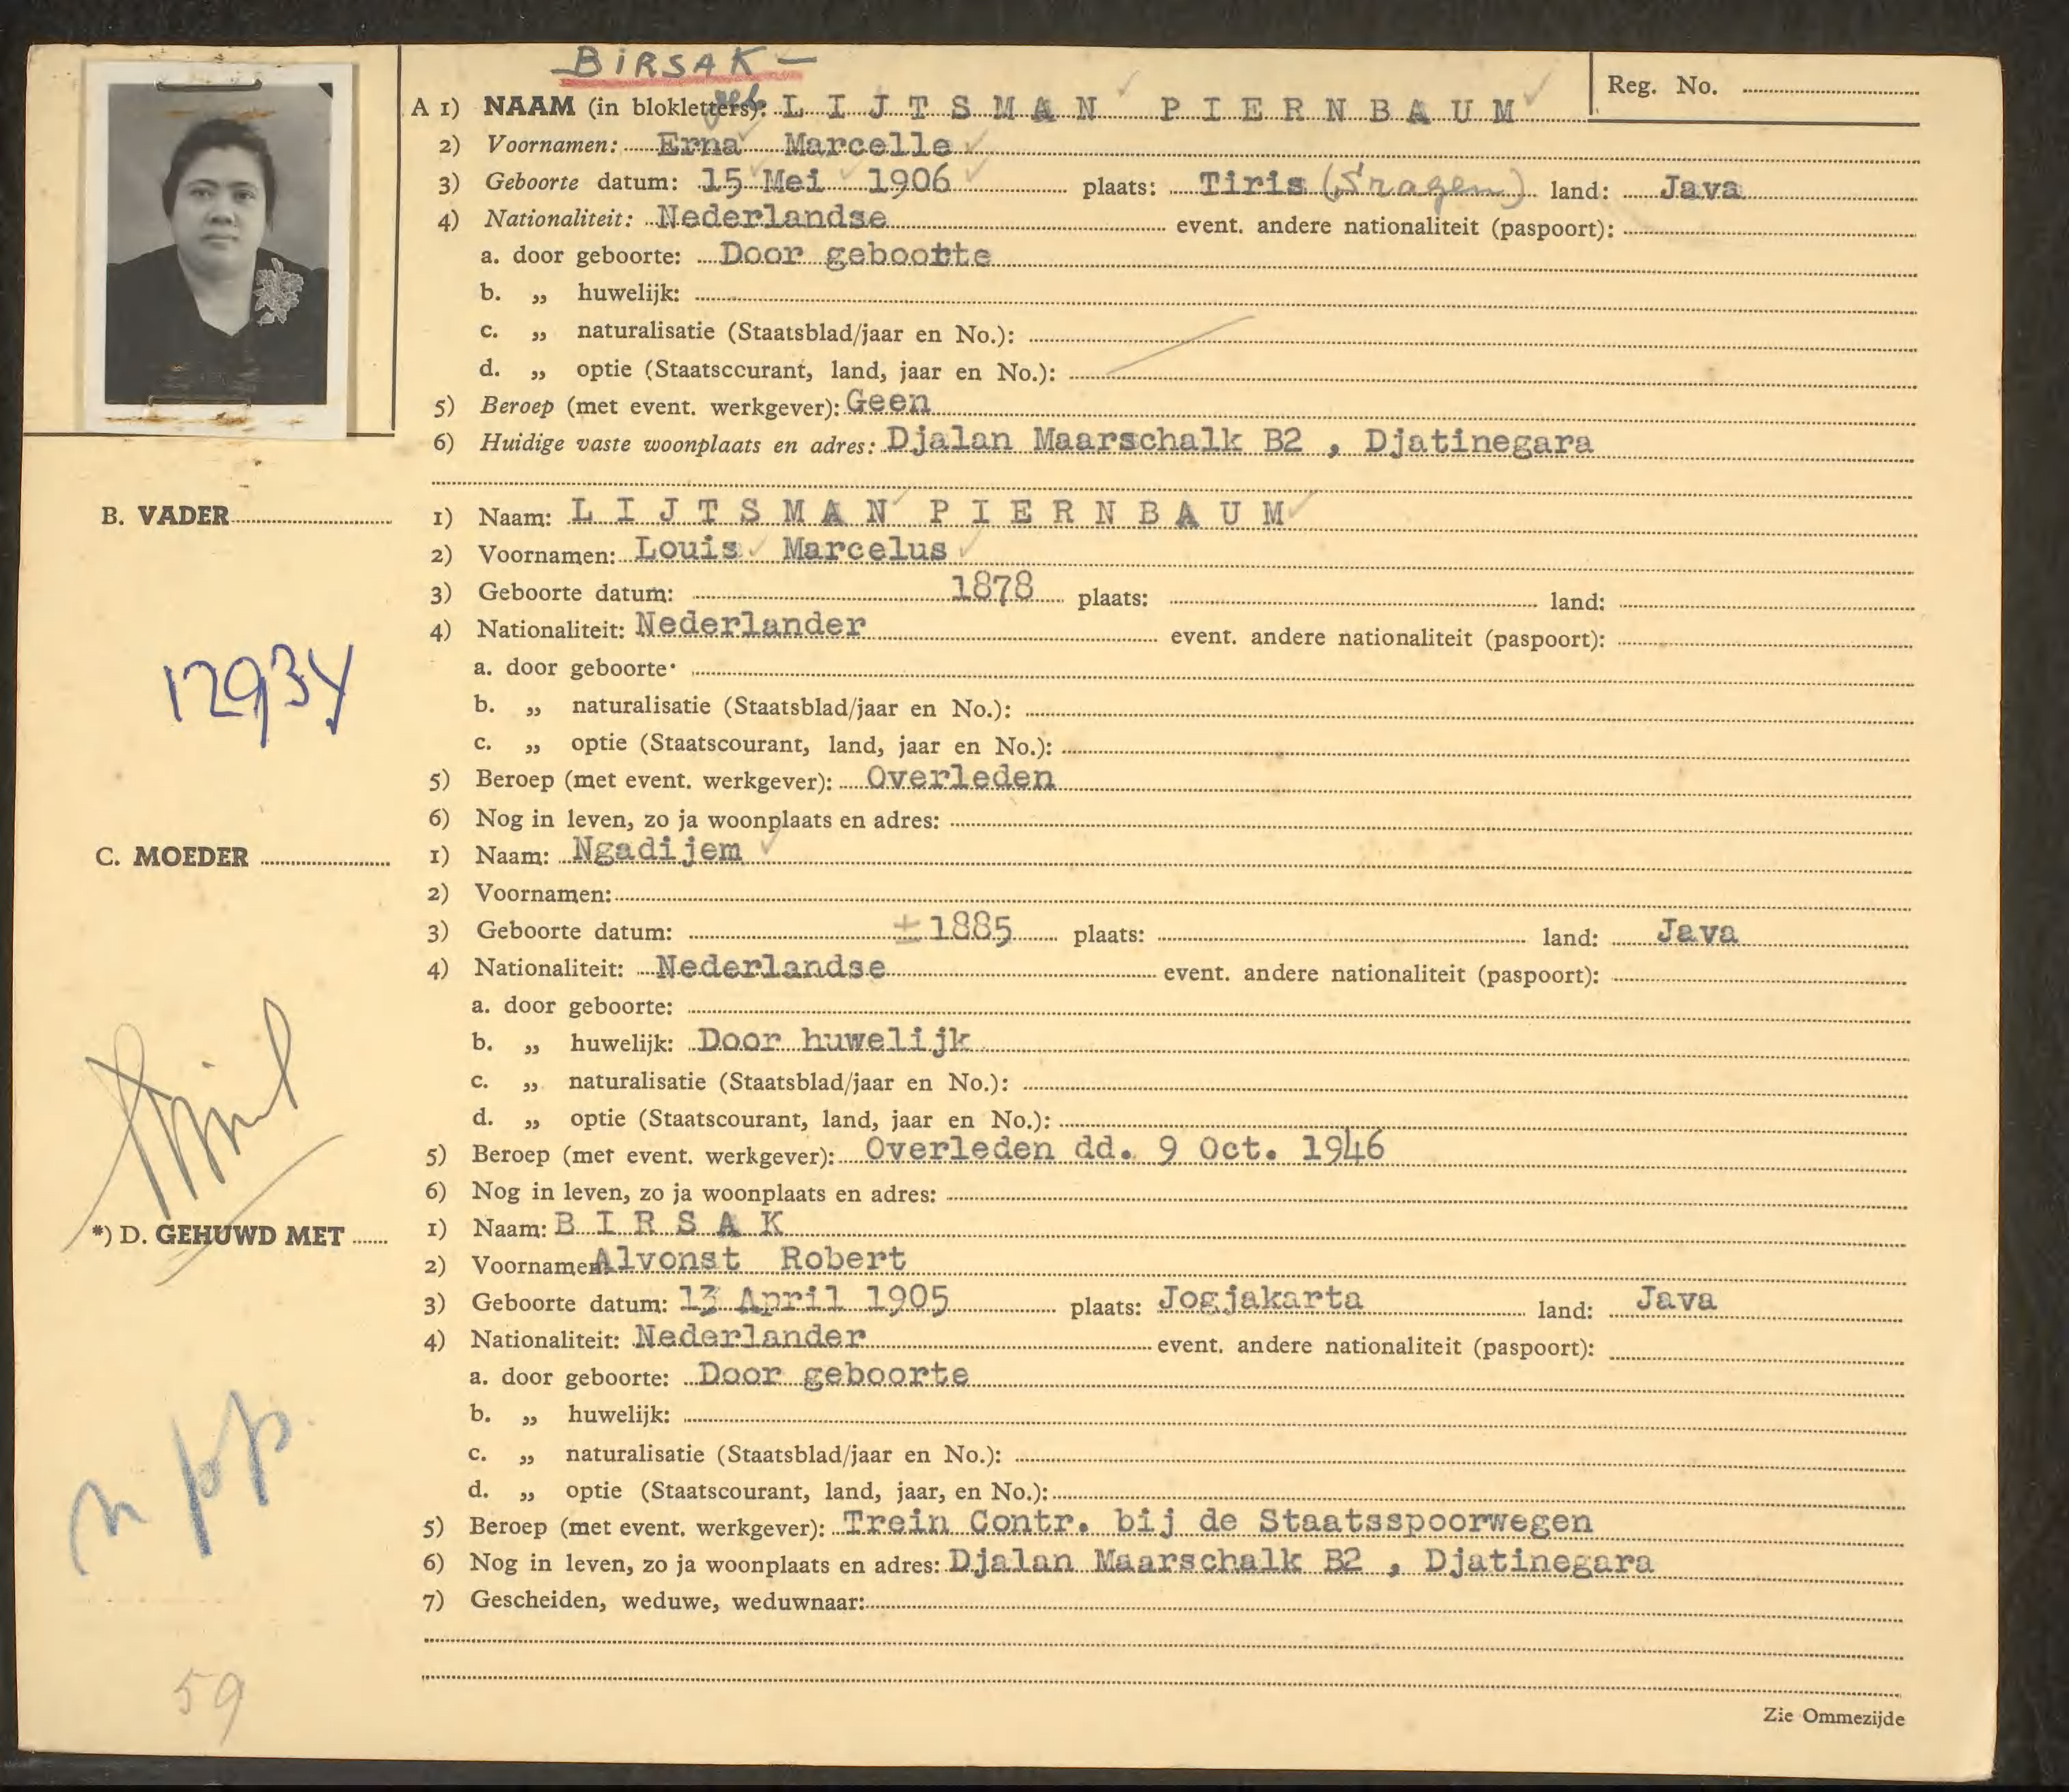 BIRSAK —
Reg. No.
A 1) NAAM (in blokletters): geb. LIJTSMAN PIERNBAUM
2) Voornamen: Erna Marcelle
3) Geboorte datum: 15 Mei 1906 plaats: Tiris (Sragen) land: Java
4) Nationaliteit: Nederlandse event. andere nationaliteit (paspoort):
a. door geboorte: Door gebootte
b. „ huwelijk:
c. „ naturalisatie (Staatsblad/jaar en No.):
d. „ optie (Staatsccurant, land, jaar en No.):
5) Beroep (met event. werkgever): Geen
6) Huidige vaste woonplaats en adres: Djalan Maarschalk B2 , Djatinegara
B. VADER
1) Naam: LIJTSMAN PIERNBAUM
2) Voornamen: Louis Marcelus
3) Geboorte datum: 1878 plaats: land:
4) Nationaliteit: Nederlander event. andere nationaliteit (paspoort):
a. door geboorte·
12934
b. „ naturalisatie (Staatsblad/jaar en No.):
c. „ optie (Staatscourant, land, jaar en No.):
5) Beroep (met event. werkgever): Overleden
6) Nog in leven, zo ja woonplaats en adres:
C. MOEDER
1) Naam: Ngadijem
2) Voornamen:
3) Geboorte datum: ± 1885 plaats: land: Java
4) Nationaliteit: Nederlandse event. andere nationaliteit (paspoort):
a. door geboorte:
b. „ huwelijk: Door huwelijk
c. „ naturalisatie (Staatsblad/jaar en No.):
d. „ optie (Staatscourant, land, jaar en No.):
5) Beroep (met event. werkgever): Overleden dd. 9 Oct. 1946
6) Nog in leven, zo ja woonplaats en adres:
*) D. GEHUWD MET
1) Naam: BIRSAK
2) Voornamen Alvonst Robert
3) Geboorte datum: 13 April 1905 plaats: Jogjakarta land: Java
4) Nationaliteit: Nederlander event. andere nationaliteit (paspoort):
a. door geboorte: Door geboorte
b. „ huwelijk:
c. „ naturalisatie (Staatsblad/jaar en No.):
n pp.
d. „ optie (Staatscourant, land, jaar, en No.):
5) Beroep (met event. werkgever): Trein Contr. bij de Staatsspoorwegen
6) Nog in leven, zo ja woonplaats en adres: Djalan Maarschalk B2 , Djatinegara
7) Gescheiden, weduwe, weduwnaar:
59
Zie Ommezijde